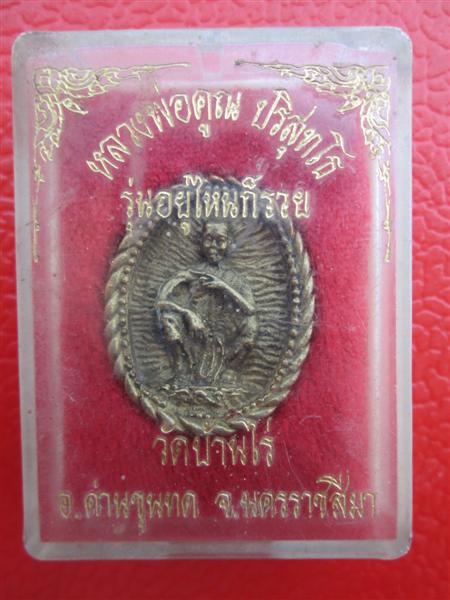 หลวงพ่อคูณ ปริสุทโธ
รุ่นอยู่ไหนก็รวย
วัดบ้านไร่
อ.ด่านขุนทด จ.นครราชสีมา